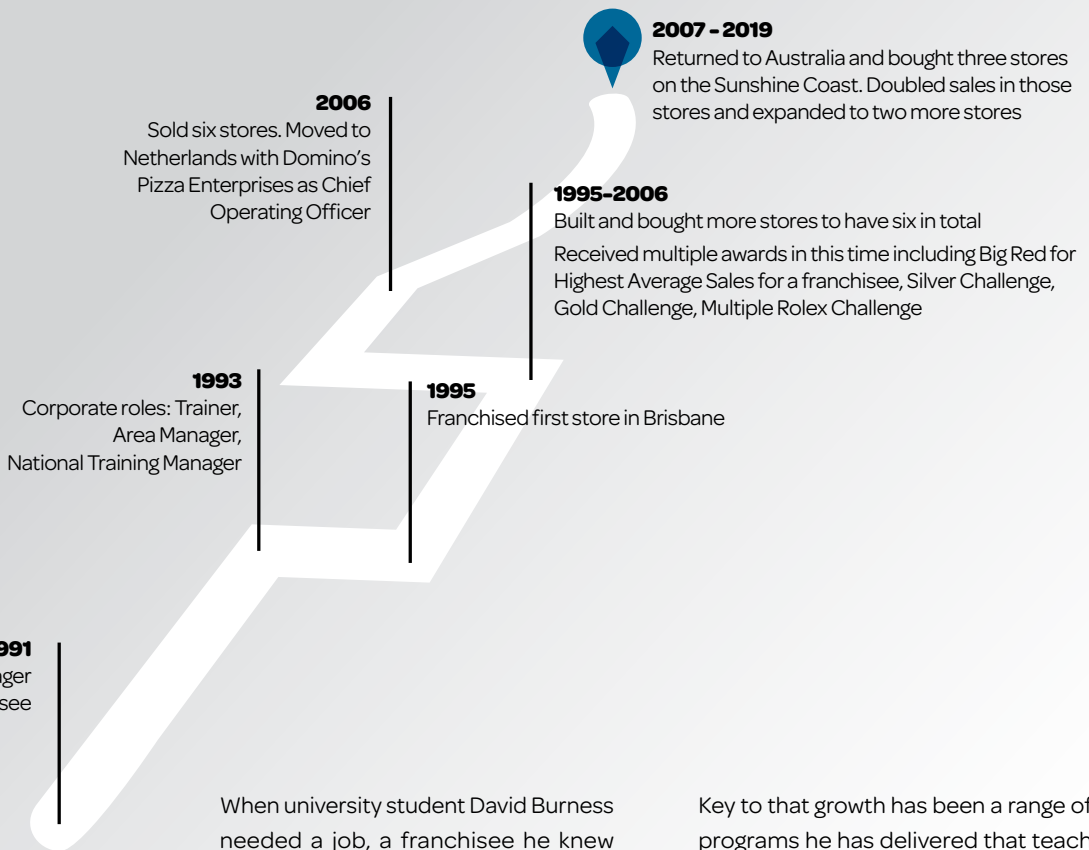 2007 - 2019
Returned to Australia and bought three stores
on the Sunshine Coast. Doubled sales in those
stores and expanded to two more stores
2006
Sold six stores. Moved to
Netherlands with Domino's
Pizza Enterprises as Chief
Operating Officer
1995-2006
Built and bought more stores to have six in total
Received multiple awards in this time including Big Red for
Highest Average Sales for a franchisee, Silver Challenge,
Gold Challenge, Multiple Rolex Challenge
1993
Corporate roles: Trainer,
Area Manager,
National Training Manager
1995
Franchised first store in Brisbane
991
ger
see
When university student David Burness
needed a job, a franchisee he knew
Key to that growth has been a range of
programs he has delivered that teach